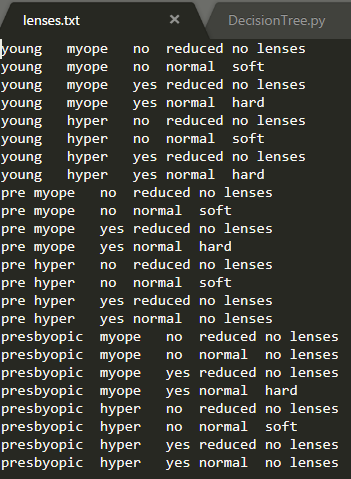 lenses.txt × DecisionTree.py
young myope no reduced no lenses
young myope no normal soft
young myope yes reduced no lenses
young myope yes normal hard
young hyper no reduced no lenses
young hyper no normal soft
young hyper yes reduced no lenses
young hyper yes normal hard
pre myope no reduced no lenses
pre myope no normal soft
pre myope yes reduced no lenses
pre myope yes normal hard
pre hyper no reduced no lenses
pre hyper no normal soft
pre hyper yes reduced no lenses
pre hyper yes normal no lenses
presbyopic myope no reduced no lenses
presbyopic myope no normal no lenses
presbyopic myope yes reduced no lenses
presbyopic myope yes normal hard
presbyopic hyper no reduced no lenses
presbyopic hyper no normal soft
presbyopic hyper yes reduced no lenses
presbyopic hyper yes normal no lenses